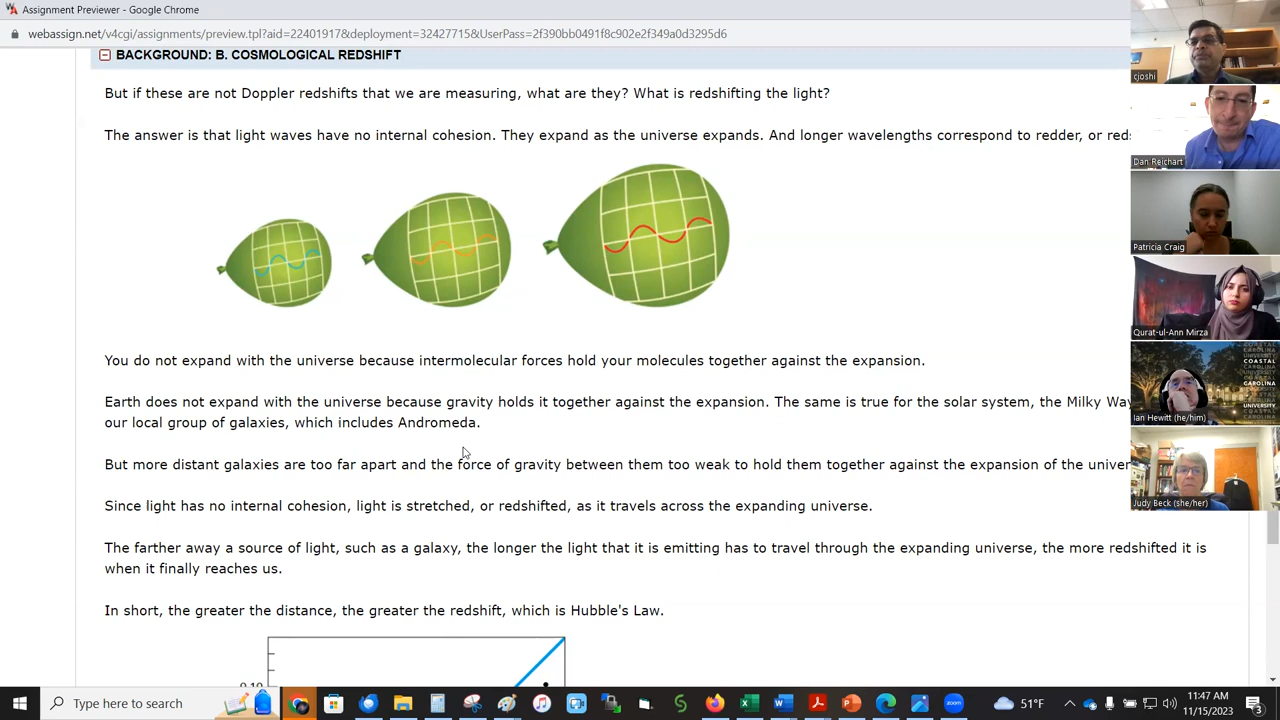 Assignment Previewer - Google Chrome
webassign.net/v4cgi/assignments/preview.tpl?aid=22401917&deployment=32427715&UserPass=2f390bb0491f8c902e2f349a0d3295d6
BACKGROUND: B. COSMOLOGICAL REDSHIFT
But if these are not Doppler redshifts that we are measuring, what are they? What is redshifting the light?
The answer is that light waves have no internal cohesion. They expand as the universe expands. And longer wavelengths correspond to redder, or
You do not expand with the universe because intermolecular forces hold your molecules together against the expansion.
Earth does not expand with the universe because gravity holds it together against the expansion. The same is true for the solar system, the Milky Way
our local group of galaxies, which includes Andromeda.
But more distant galaxies are too far apart and the force of gravity between them too weak to hold them together against the expansion of the
Since light has no internal cohesion, light is stretched, or redshifted, as it travels across the expanding universe.
The farther away a source of light, such as a galaxy, the longer the light that it is emitting has to travel through the expanding universe, the more redshifted it is
when it finally reaches us.
In short, the greater the distance, the greater the redshift, which is Hubble's Law.
cjoshi
Dan Reichart
Patricia Craig
Qurat-ul-Ann Mirza
COASTAL CAROLINA UNIVERSITY
Ian Hewitt (he/him)
Judy Beck (she/her)
Type here to search
51°F
11:47 AM
11/15/2023
3